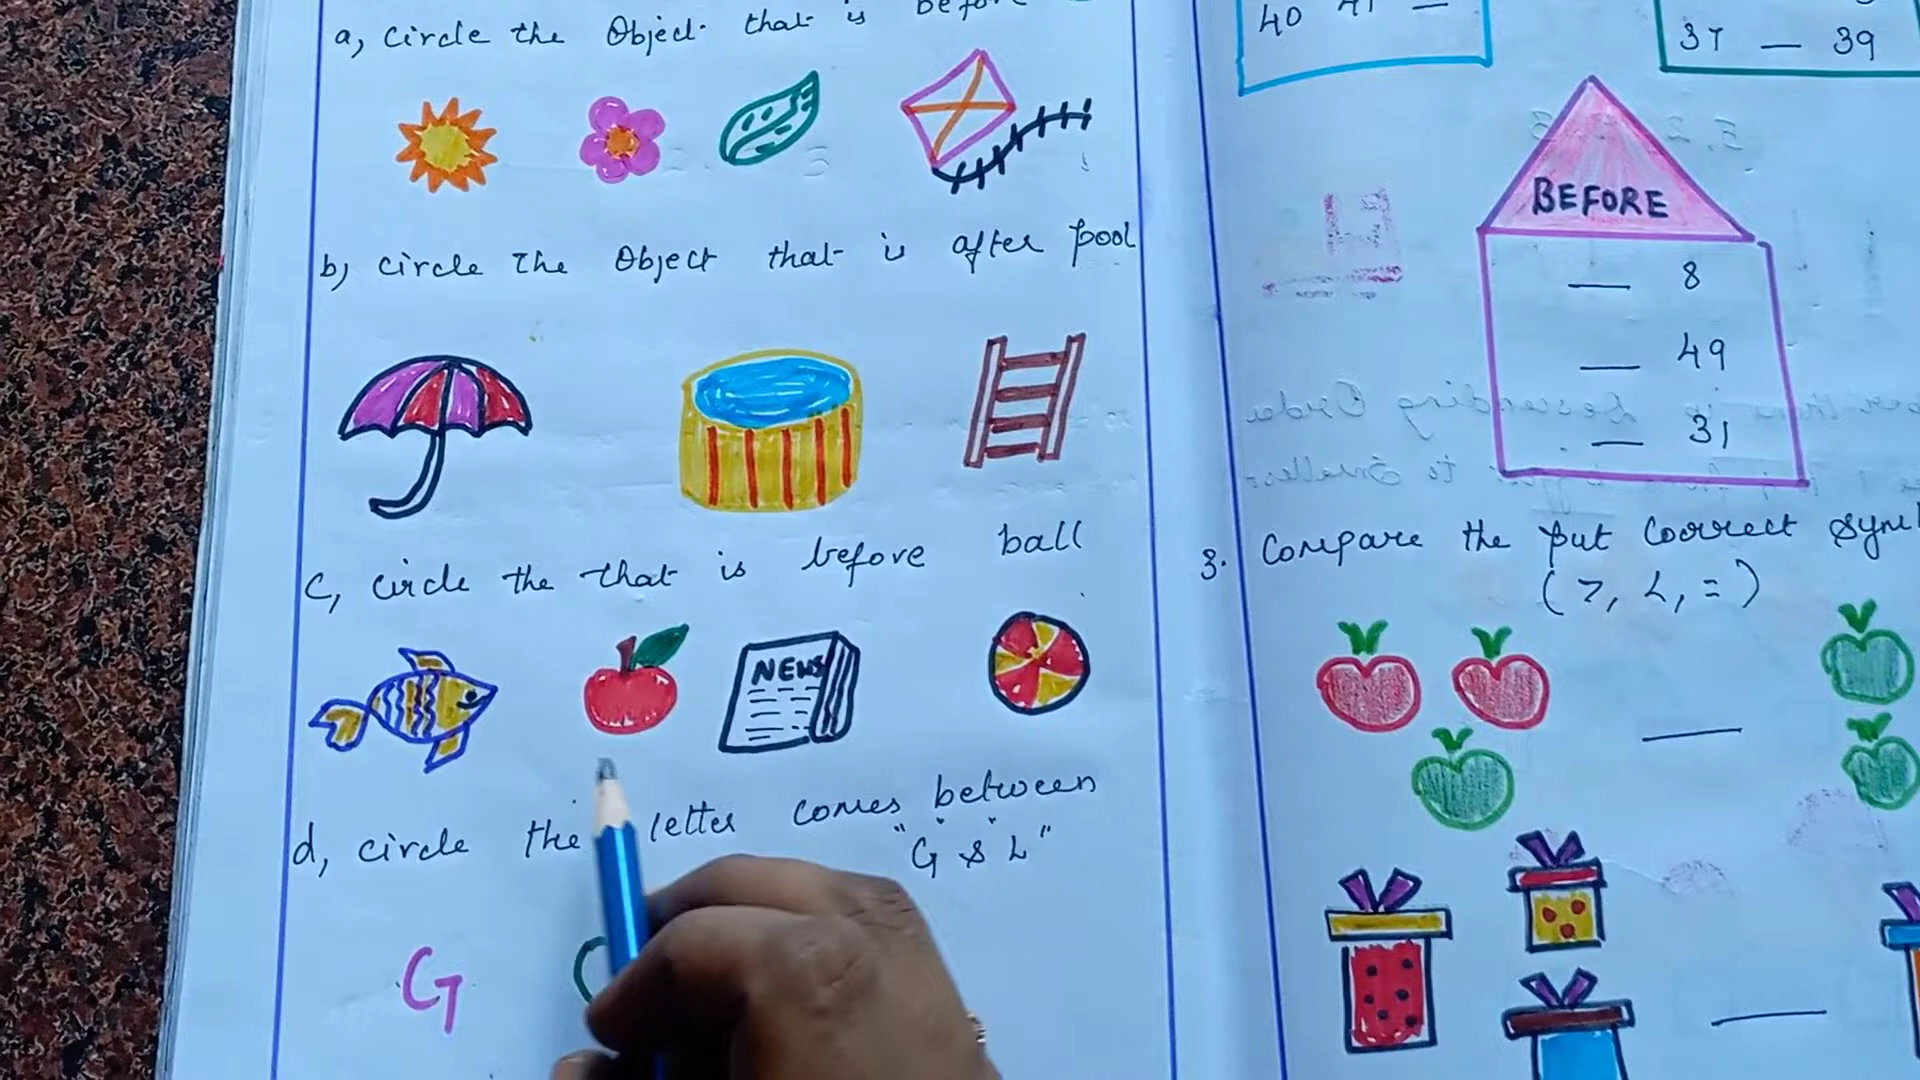 a, circle the Object that is before
b, circle The Object that is after pool
c, circle the that is before ball
NEWS
d, circle the letter comes between
"G & L"
G
40 41 _
37 _ 39
BEFORE
_ 8
_ 49
_ 31
3. Compare the put Correct
(>, <, =)